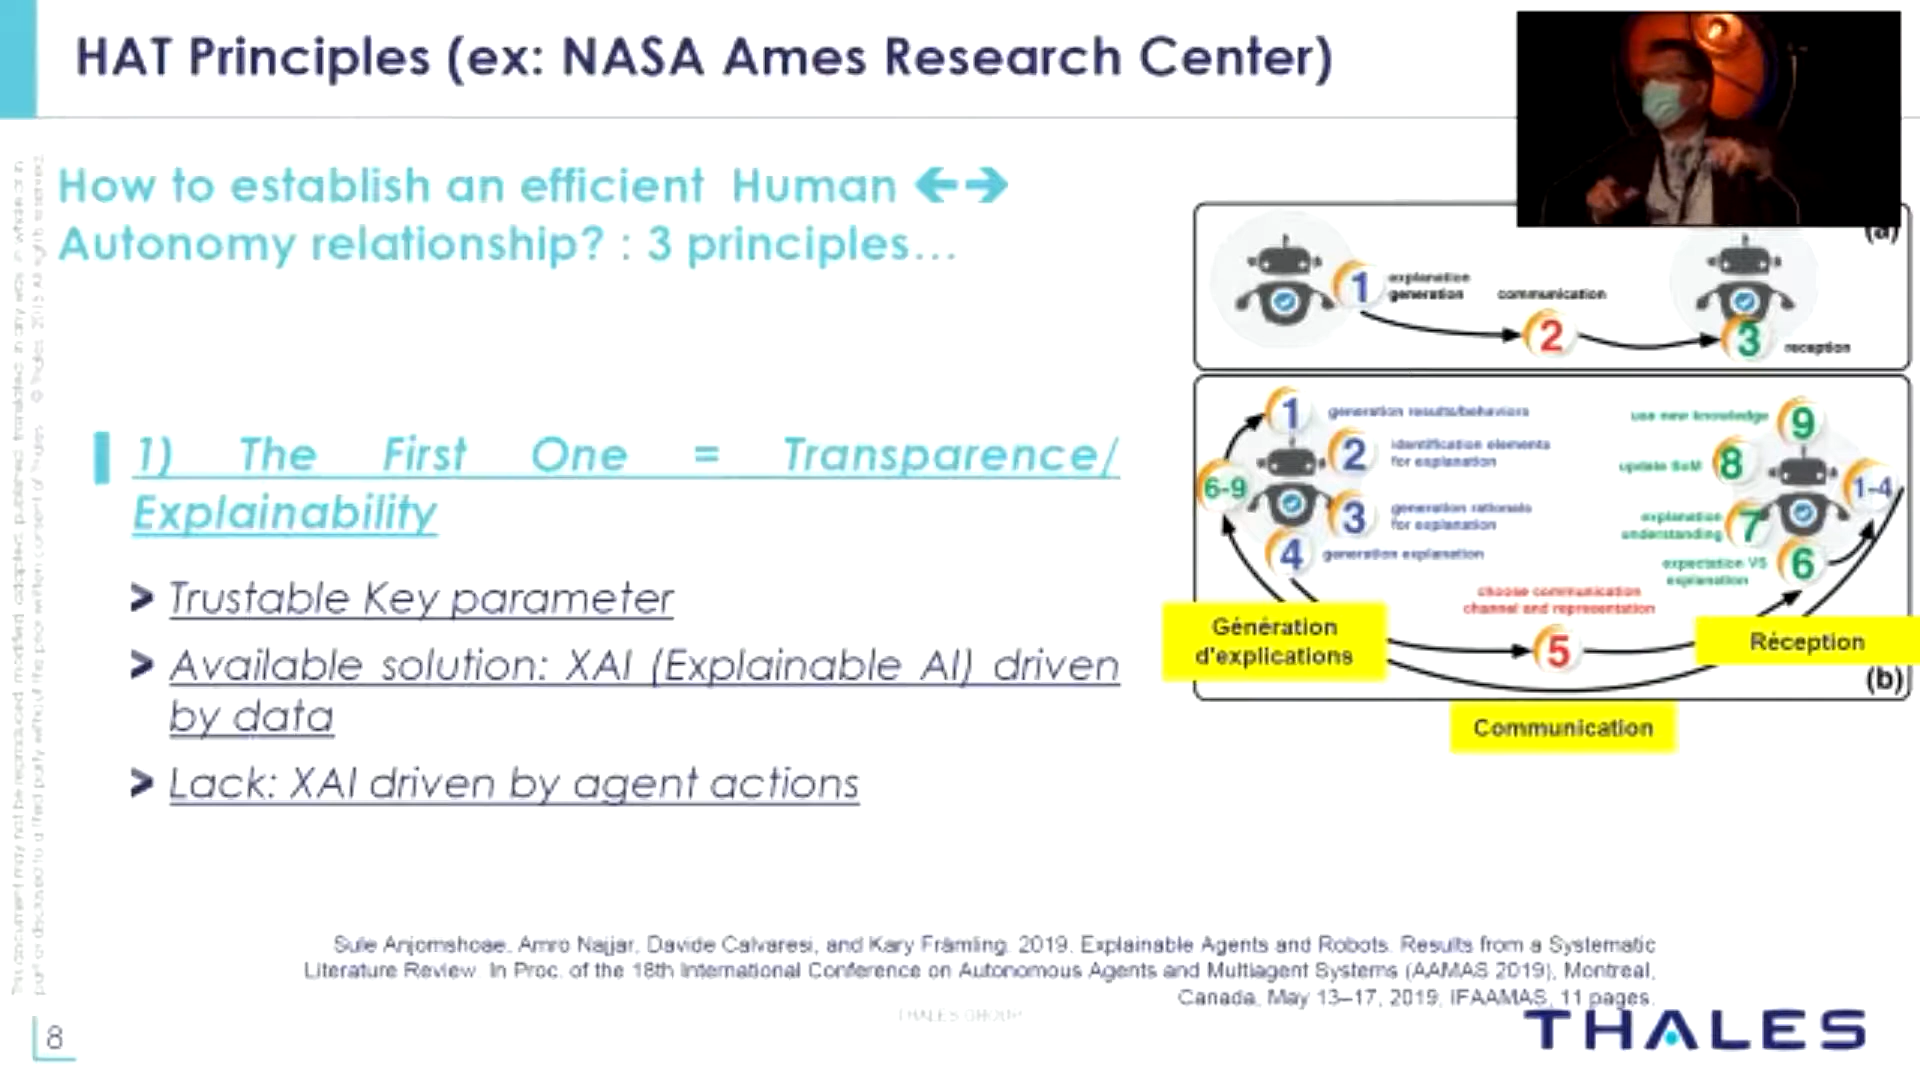 HAT Principles (ex: NASA Ames Research Center)
How to establish an efficient Human ←→
Autonomy relationship? : 3 principles...
1) The First One = Transparence/
Explainability
> Trustable Key parameter
> Available solution: XAI (Explainable AI) driven
by data
> Lack: XAI driven by agent actions
(a)
1
explanation
generation
communication
2
3
reception
1
generation results/behaviors
2
identification elements
for explanation
6-9
3
generation rationale
for explanation
4
generation explanation
use new knowledge
9
update SoM
8
1-4
explanation
understanding
7
expectation VS
explanation
6
choose communication
channel and representation
5
Génération
d'explications
Réception
(b)
Communication
Sule Anjomshoae, Amro Najjar, Davide Calvaresi, and Kary Främling. 2019. Explainable Agents and Robots. Results from a Systematic
Literature Review. In Proc. of the 18th International Conference on Autonomous Agents and Multiagent Systems (AAMAS 2019), Montreal,
Canada, May 13–17, 2019, IFAAMAS, 11 pages.
THALES GROUP
THALES
8